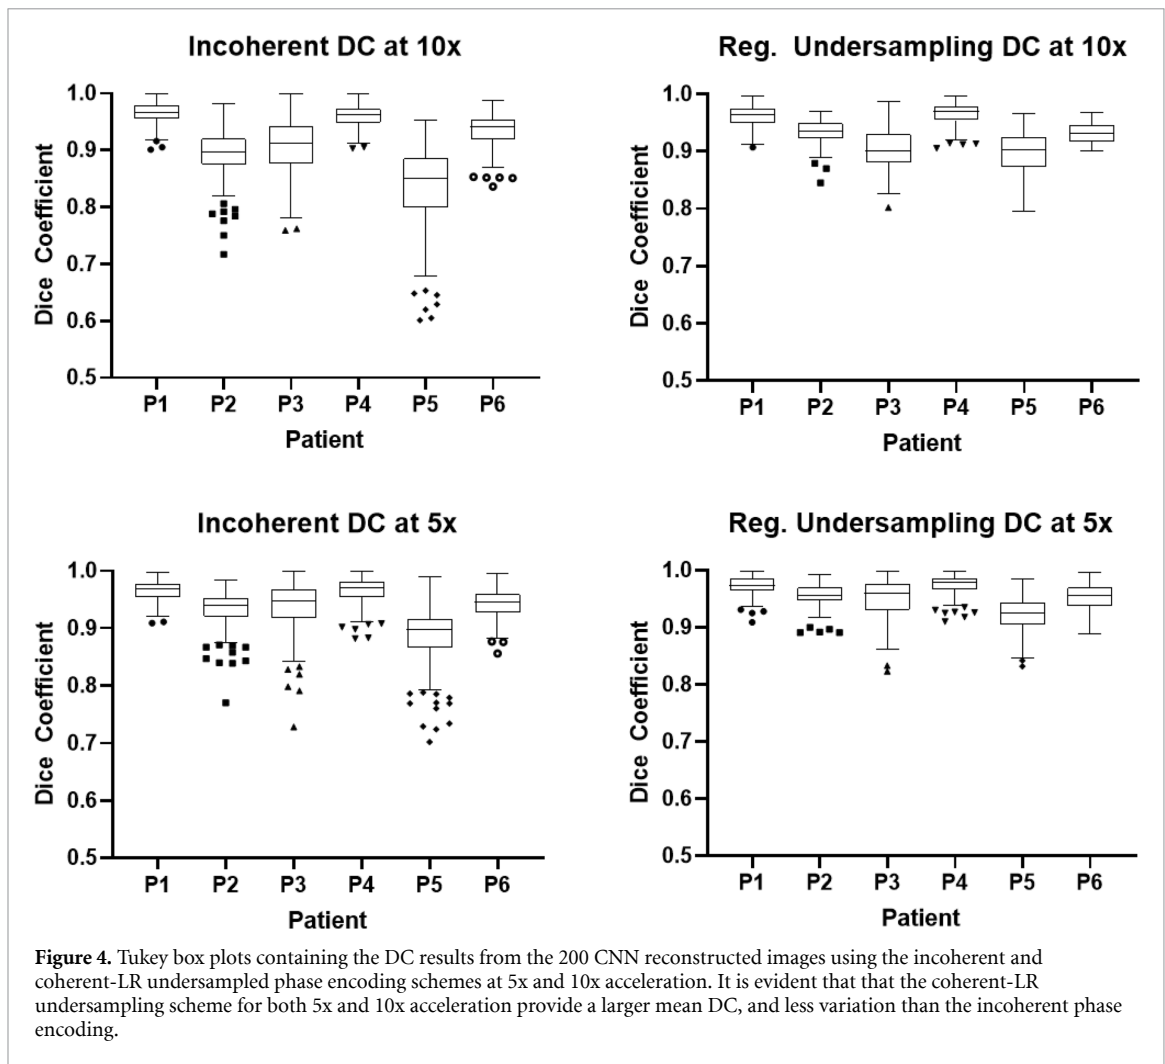 Incoherent DC at 10x
Dice Coefficient
1.0
0.9
0.8
0.7
0.6
0.5
P1 P2 P3 P4 P5 P6
Patient
Reg. Undersampling DC at 10x
Dice Coefficient
1.0
0.9
0.8
0.7
0.6
0.5
P1 P2 P3 P4 P5 P6
Patient
Incoherent DC at 5x
Dice Coefficient
1.0
0.9
0.8
0.7
0.6
0.5
P1 P2 P3 P4 P5 P6
Patient
Reg. Undersampling DC at 5x
Dice Coefficient
1.0
0.9
0.8
0.7
0.6
0.5
P1 P2 P3 P4 P5 P6
Patient
Figure 4. Tukey box plots containing the DC results from the 200 CNN reconstructed images using the incoherent and
coherent-LR undersampled phase encoding schemes at 5x and 10x acceleration. It is evident that that the coherent-LR
undersampling scheme for both 5x and 10x acceleration provide a larger mean DC, and less variation than the incoherent phase
encoding.